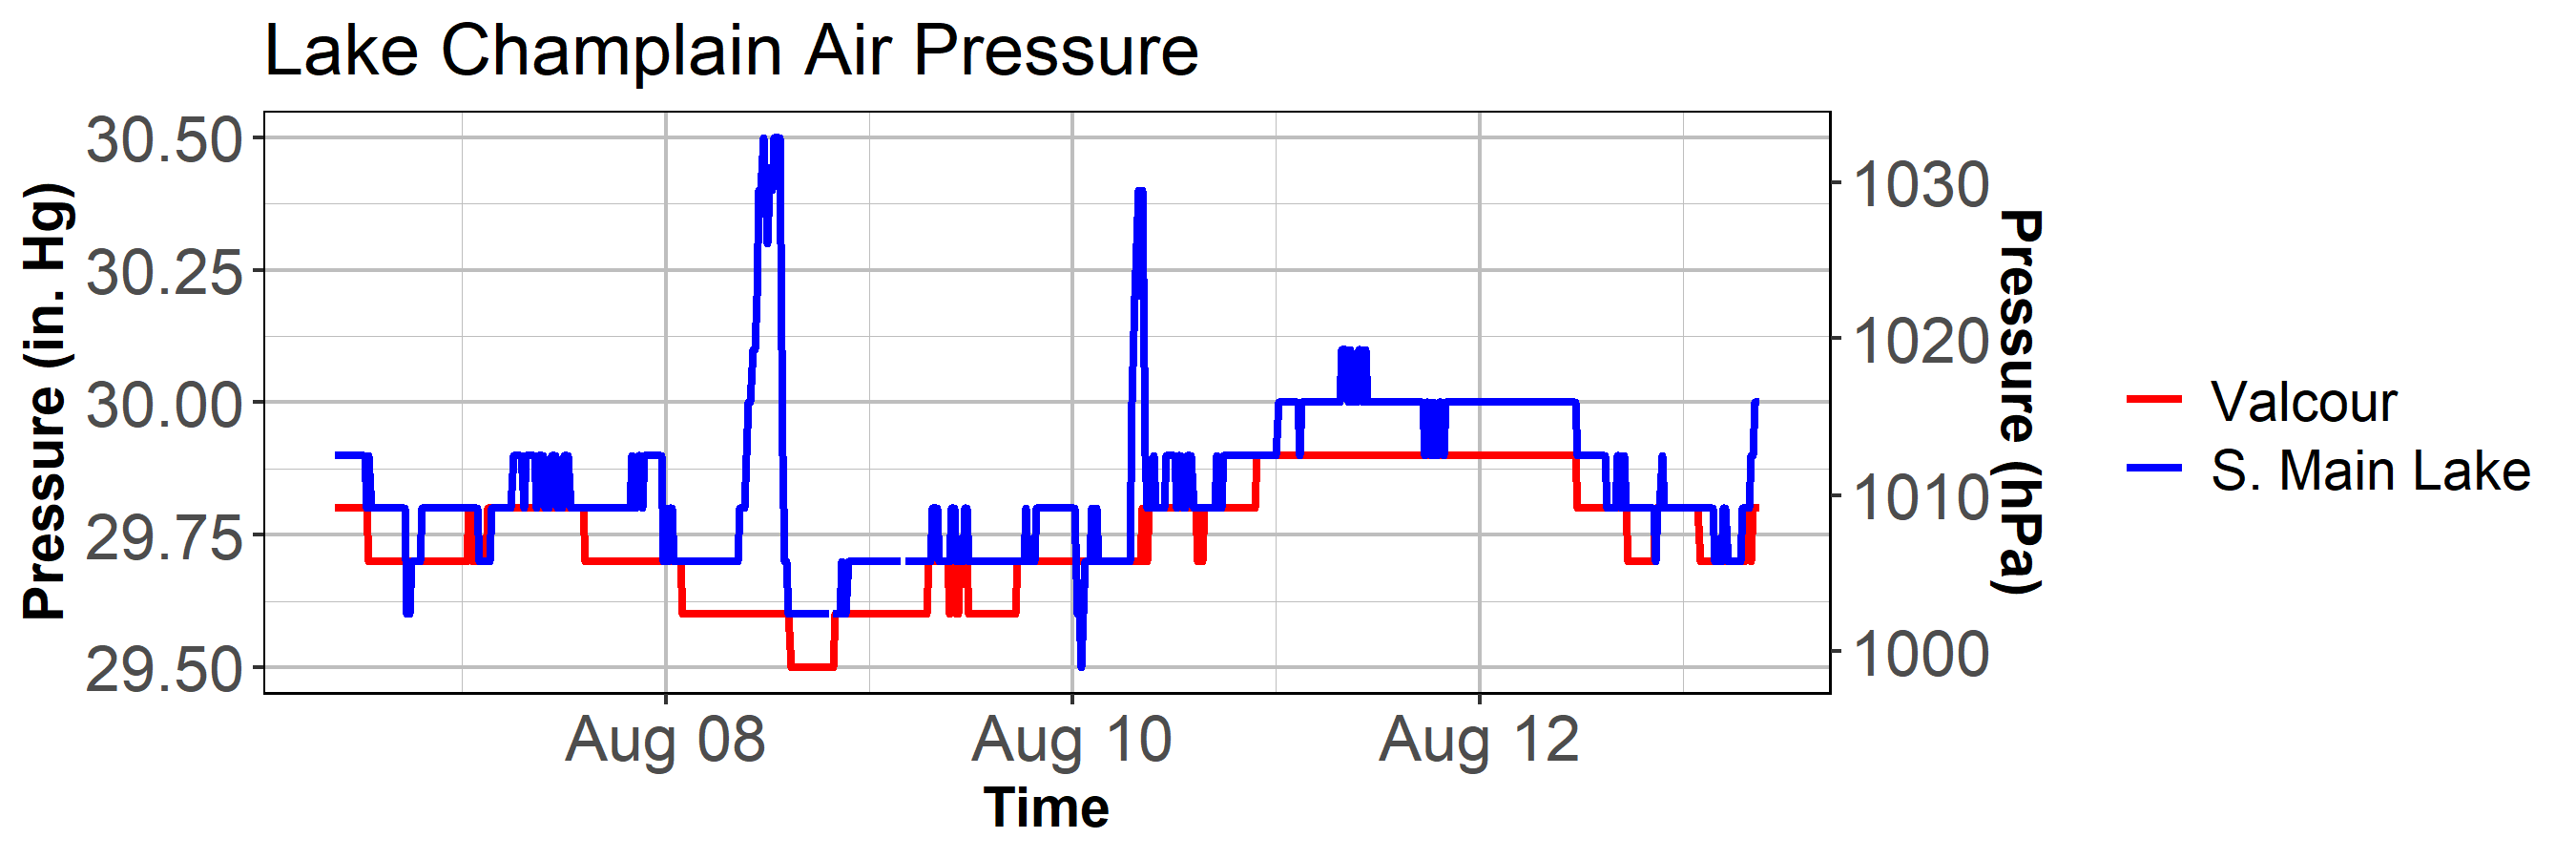 Lake Champlain Air Pressure
Pressure (in. Hg)
30.50
30.25
30.00
29.75
29.50
1030
1020
1010
1000
Pressure (hPa)
Aug 08
Aug 10
Aug 12
Time
Valcour
S. Main Lake